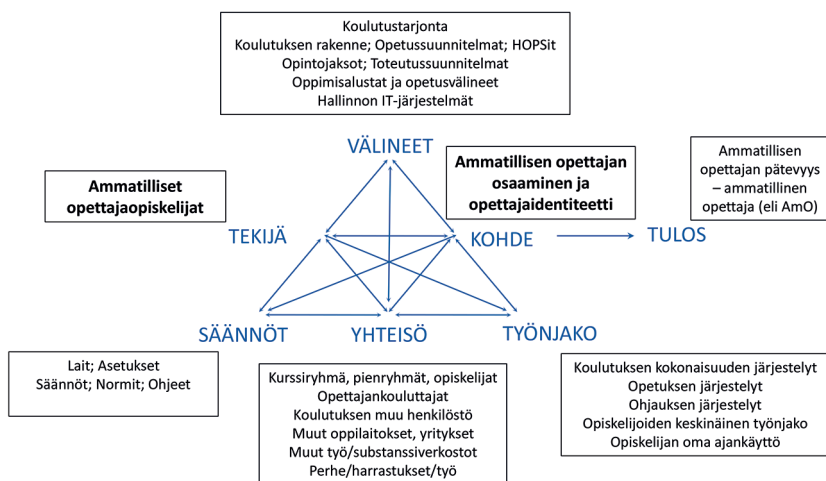 Koulutustarjonta
Koulutuksen rakenne; Opetussuunnitelmat; HOPSit
Opintojaksot; Toteutussuunnitelmat
Oppimisalustat ja opetusvälineet
Hallinnon IT-järjestelmät
VÄLINEET
Ammatilliset
opettajaopiskelijat
Ammatillisen opettajan
osaaminen ja
opettajaidenteetti
Ammatillisen
opettajan pätevyys
– ammatillinen
opettaja (eli AmO)
TEKIJÄ
KOHDE
TULOS
SÄÄNNÖT
YHTEISÖ
TYÖNJAKO
Lait; Asetukset
Säännöt; Normit; Ohjeet
Kurssiryhmä, pienryhmät, opiskelijat
Opettajankouluttajat
Koulutuksen muu henkilöstö
Muut oppilaitokset, yritykset
Muut työ/substanssiverkostot
Perhe/harrastukset/työ
Koulutuksen kokonaisuuden järjestelyt
Opetuksen järjestelyt
Ohjauksen järjestelyt
Opiskelijoiden keskinäinen työnjako
Opiskelijan oma ajankäyttö